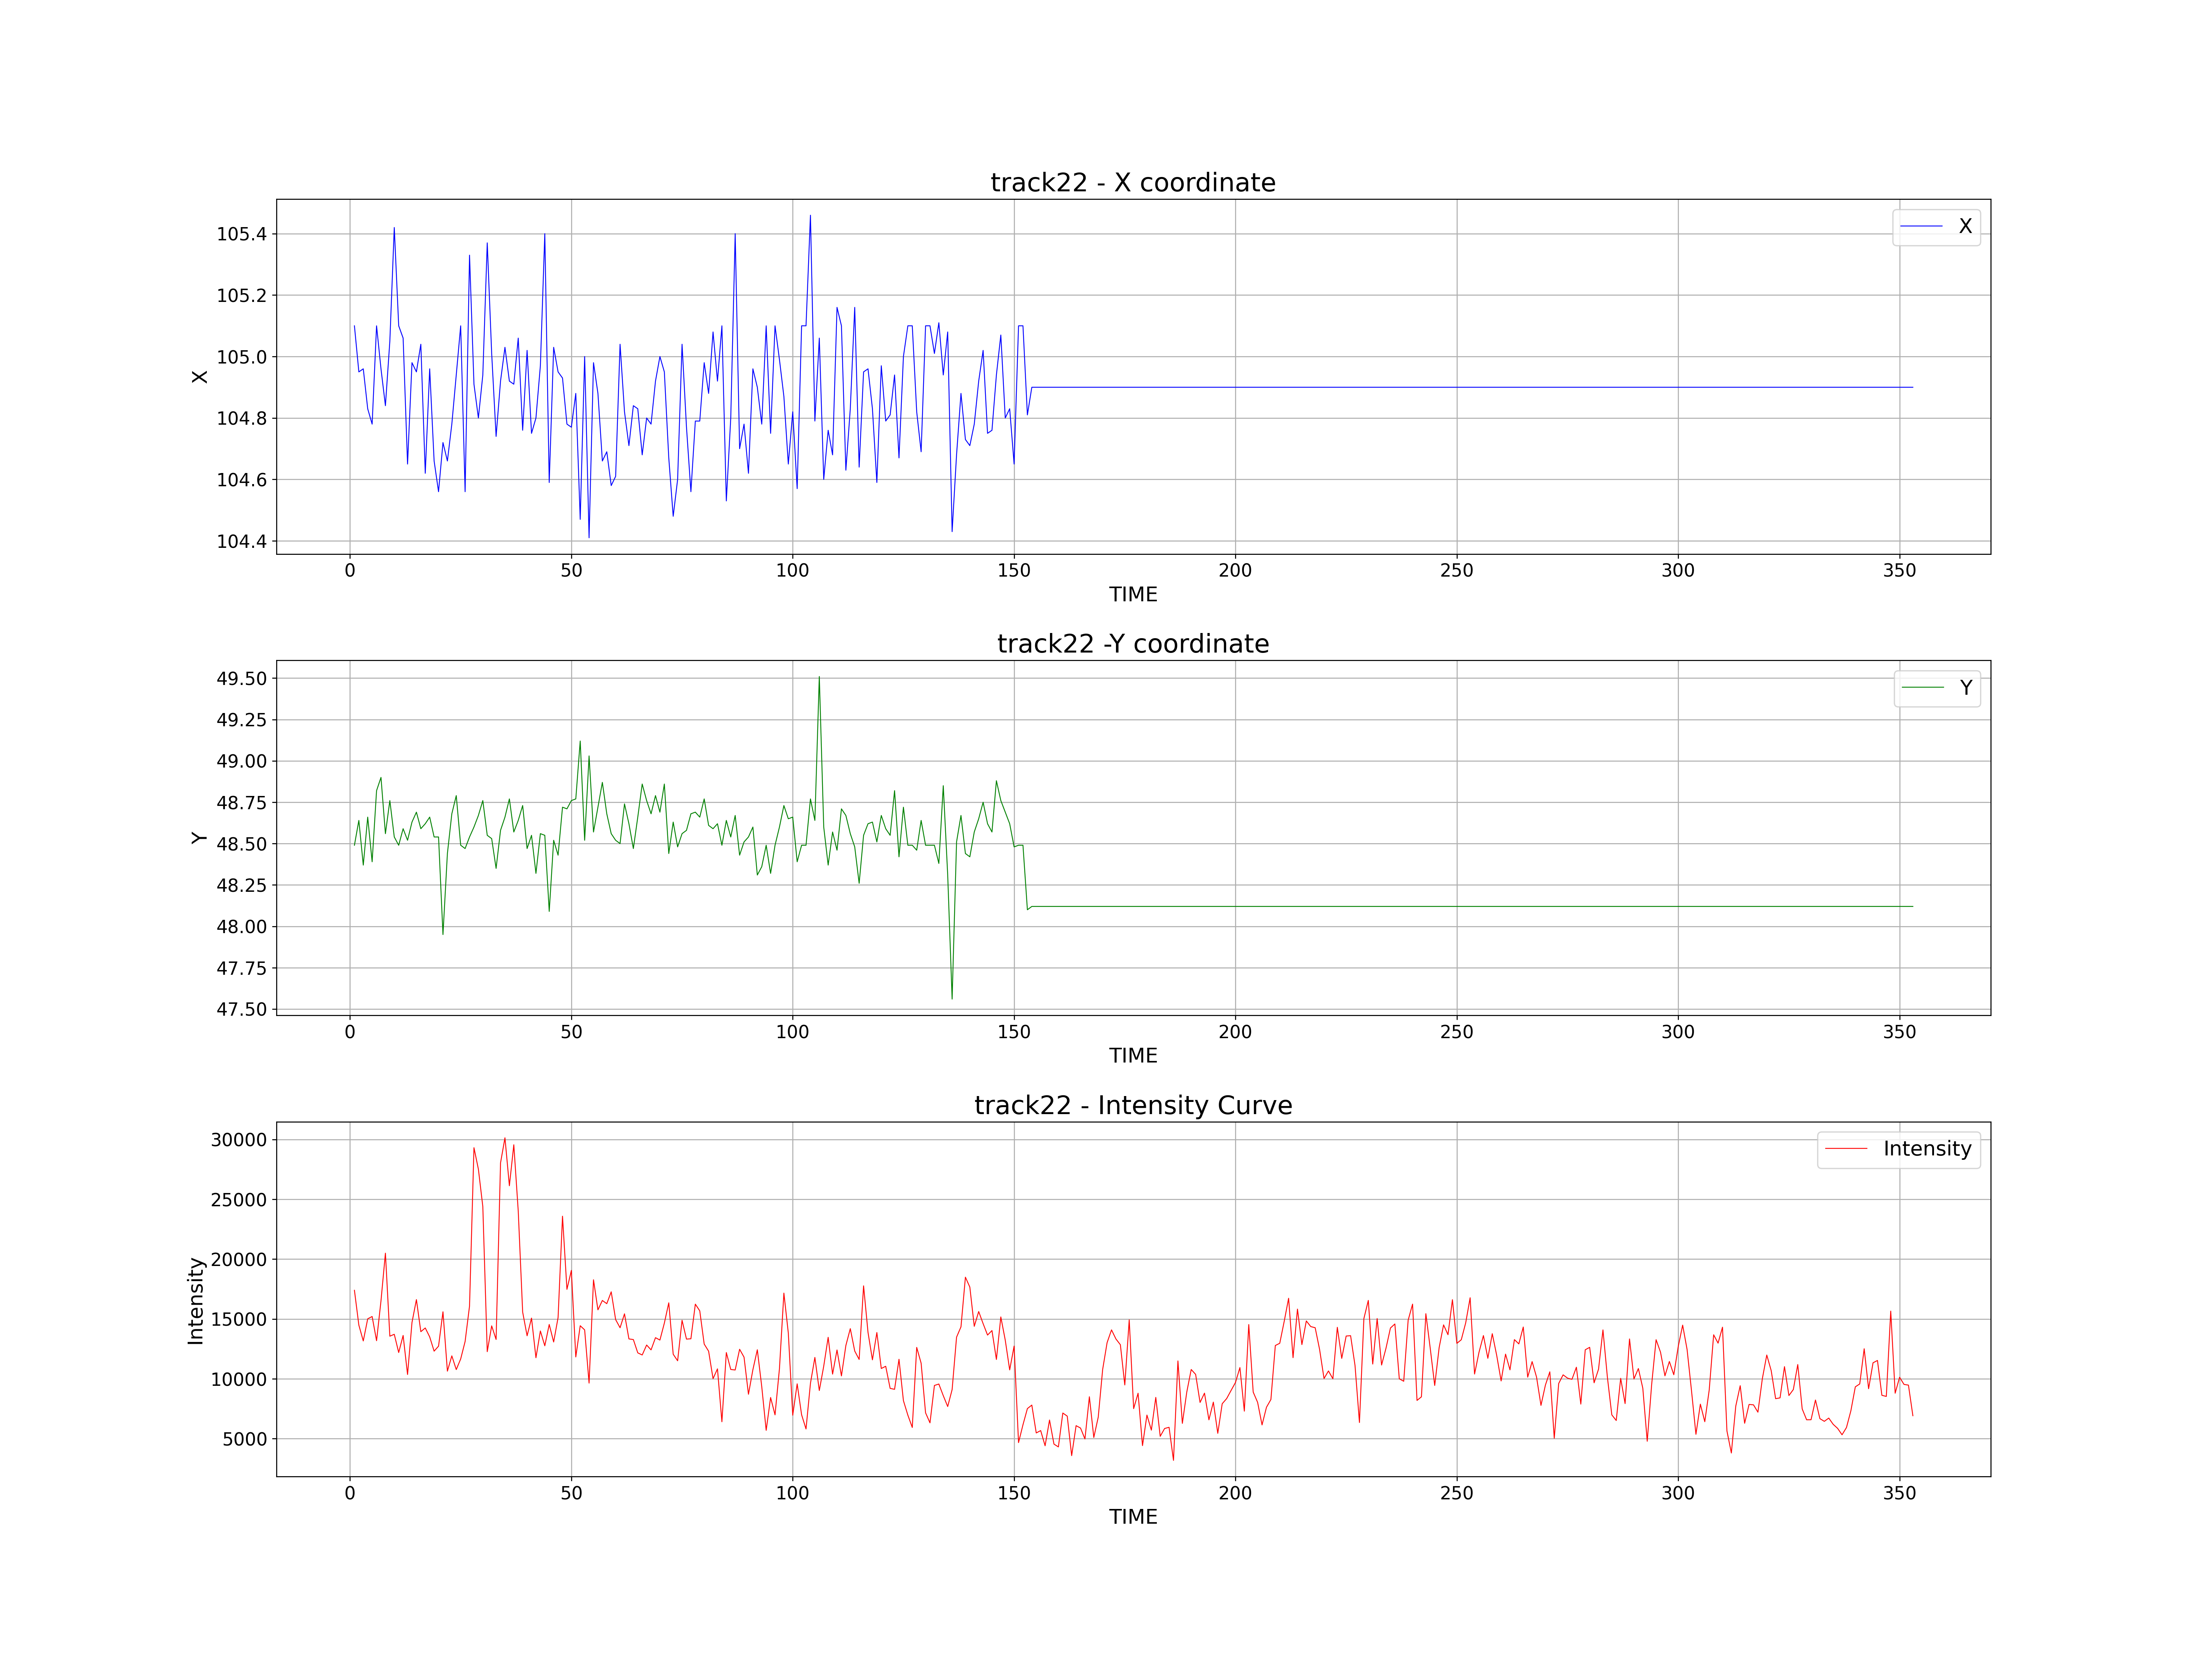 track22 - X coordinate
X
105.4
105.2
105.0
104.8
104.6
104.4
X
0 50 100 150 200 250 300 350
TIME
track22 -Y coordinate
Y
49.50
49.25
49.00
48.75
48.50
48.25
48.00
47.75
47.50
Y
0 50 100 150 200 250 300 350
TIME
track22 - Intensity Curve
Intensity
30000
25000
20000
15000
10000
5000
Intensity
0 50 100 150 200 250 300 350
TIME